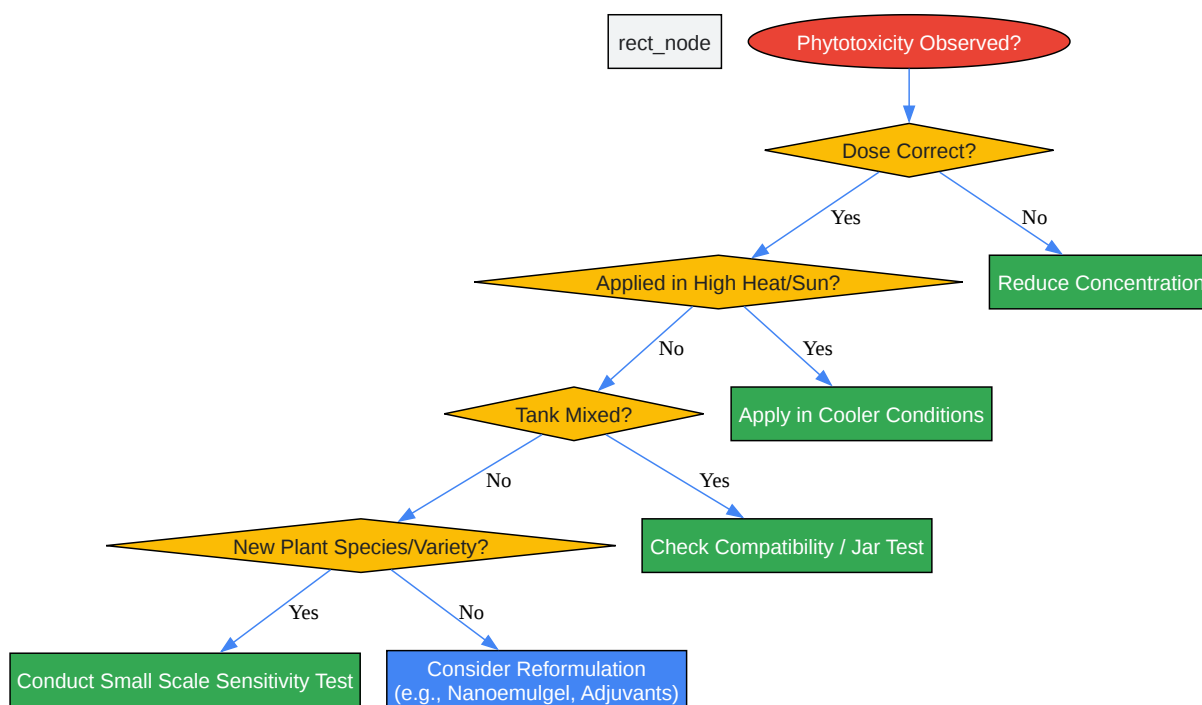 rect_node
Phytotoxicity Observed?
Dose Correct?
Yes
No
Applied in High Heat/Sun?
Reduce Concentration
No
Yes
Tank Mixed?
Apply in Cooler Conditions
No
Yes
New Plant Species/Variety?
Check Compatibility / Jar Test
Yes
No
Conduct Small Scale Sensitivity Test
Consider Reformulation
(e.g., Nanoemulgel, Adjuvants)